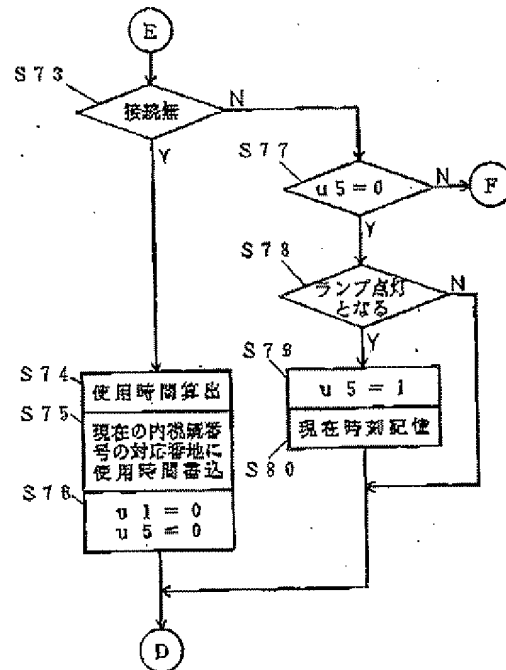 E
S73
接続無
N
Y
S77
u5=0
N
F
Y
S78
ランプ点灯
となる
N
Y
S74
使用時間算出
S75
現在の内視鏡番
号の対応番地に
使用時間書込
S76
u1=0
u5=0
S79
u5=1
現在時刻記憶
S80
D